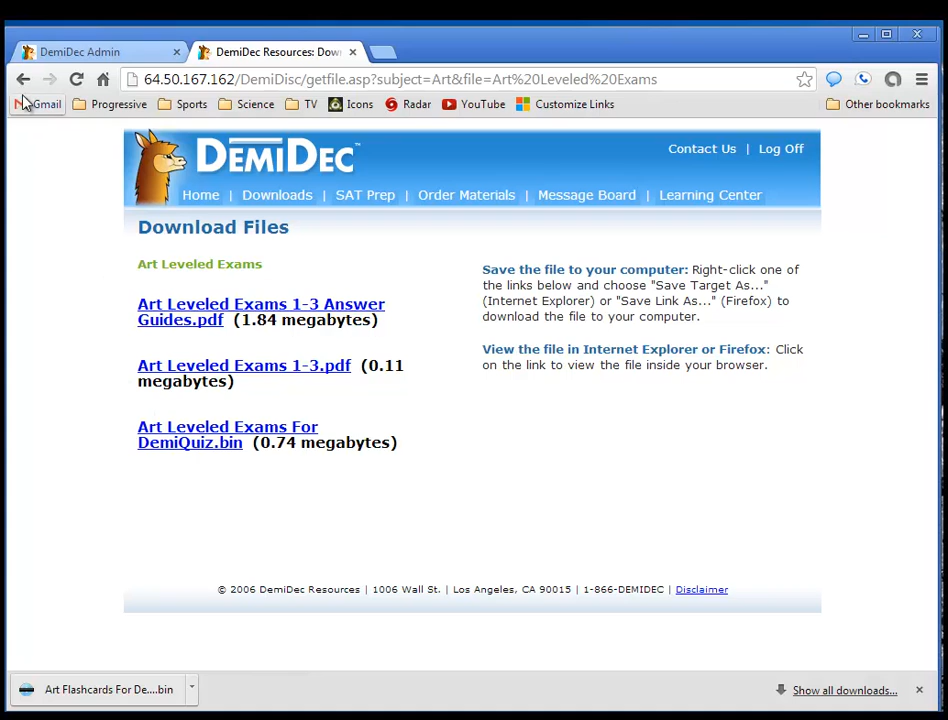 DemiDec Admin
DemiDec Resources: Dow
64.50.167.162/DemiDisc/getfile.asp?subject=Art&file=Art%20Leveled%20Exams
Gmail Progressive Sports Science TV Icons Radar YouTube Customize Links Other bookmarks
DEMIDEC™
Contact Us | Log Off
Home | Downloads | SAT Prep | Order Materials | Message Board | Learning Center
Download Files
Art Leveled Exams
Art Leveled Exams 1-3 Answer
Guides.pdf (1.84 megabytes)
Art Leveled Exams 1-3.pdf (0.11
megabytes)
Art Leveled Exams For
DemiQuiz.bin (0.74 megabytes)
Save the file to your computer: Right-click one of
the links below and choose "Save Target As..."
(Internet Explorer) or "Save Link As..." (Firefox) to
download the file to your computer.
View the file in Internet Explorer or Firefox: Click
on the link to view the file inside your browser.
© 2006 DemiDec Resources | 1006 Wall St. | Los Angeles, CA 90015 | 1-866-DEMIDEC | Disclaimer
Art Flashcards For De....bin
Show all downloads...